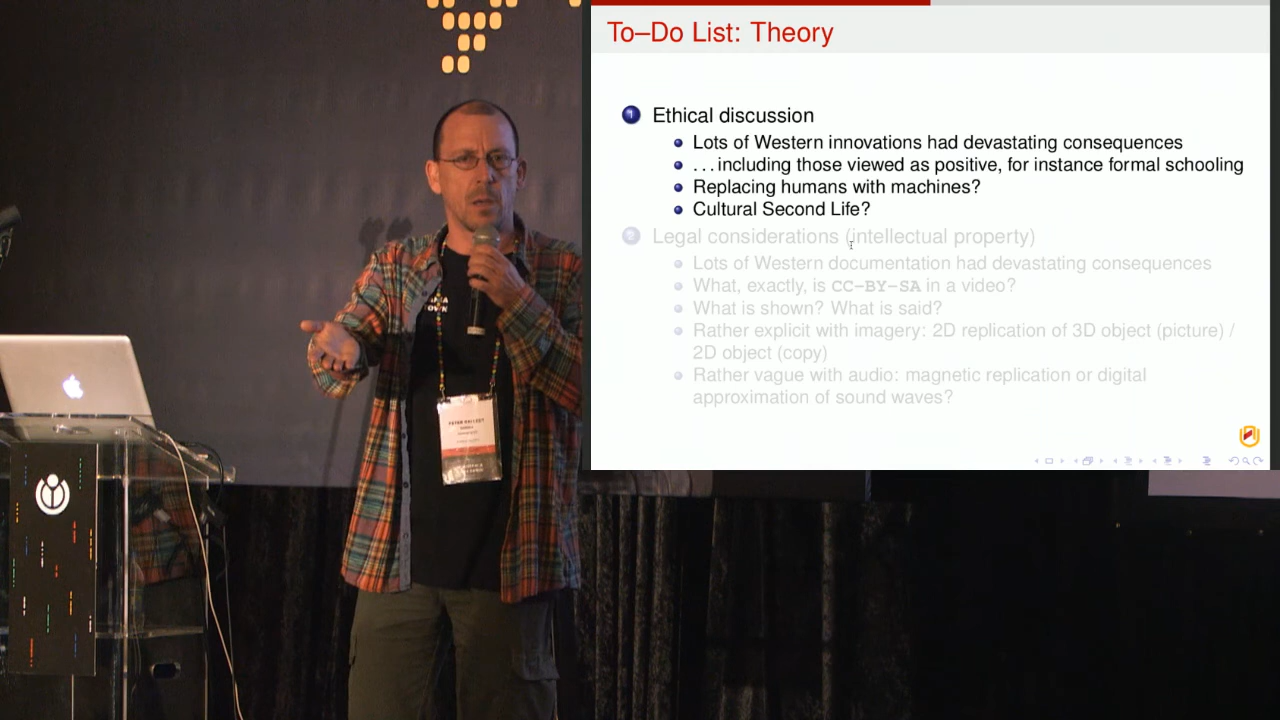 To–Do List: Theory
1 Ethical discussion
Lots of Western innovations had devastating consequences
...including those viewed as positive, for instance formal schooling
Replacing humans with machines?
Cultural Second Life?
2 Legal considerations (intellectual property)
Lots of Western documentation had devastating consequences
What, exactly, is CC–BY–SA in a video?
What is shown? What is said?
Rather explicit with imagery: 2D replication of 3D object (picture) /
2D object (copy)
Rather vague with audio: magnetic replication or digital
approximation of sound waves?